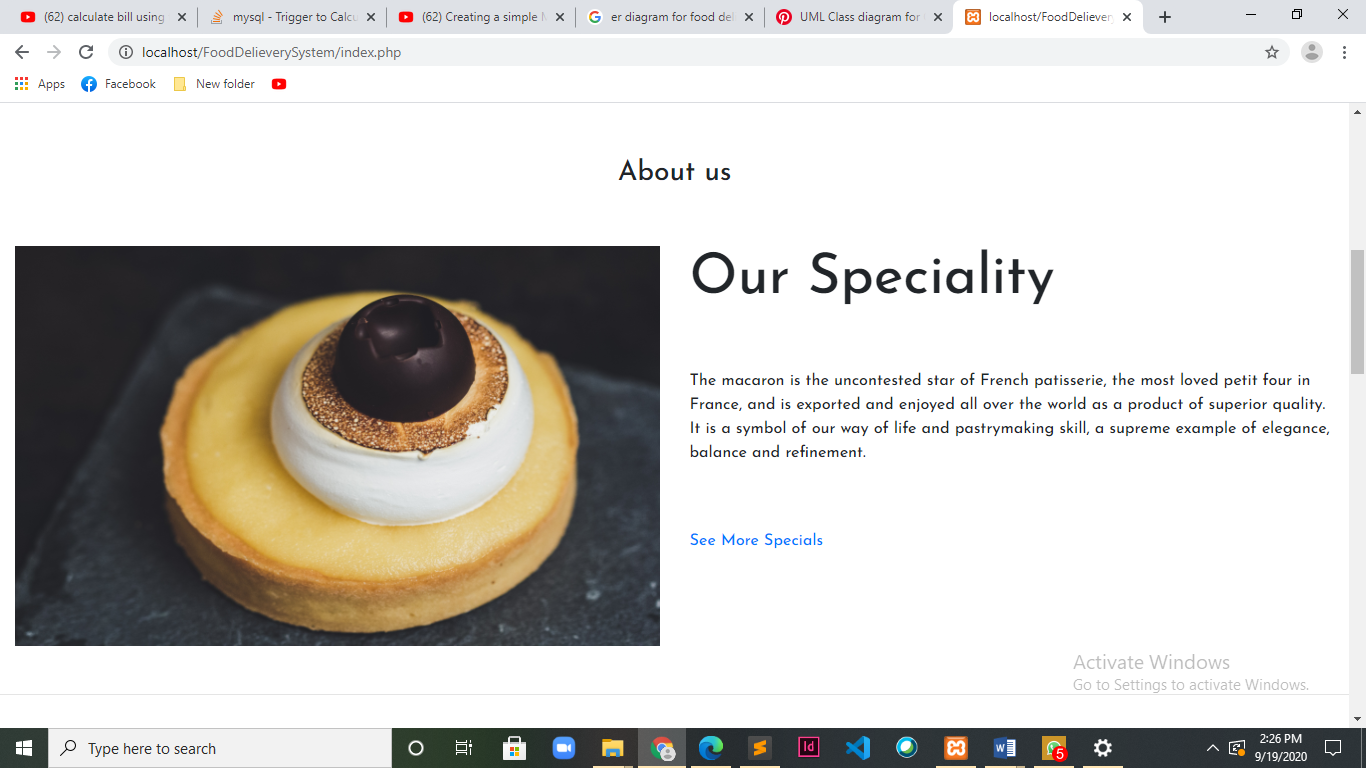 (62) calculate bill using
mysql - Trigger to Calcu
(62) Creating a simple M
er diagram for food del
UML Class diagram for
localhost/FoodDelievery
localhost/FoodDelieverySystem/index.php
Apps
Facebook
New folder
About us
Our Speciality
The macaron is the uncontested star of French patisserie, the most loved petit four in
France, and is exported and enjoyed all over the world as a product of superior quality.
It is a symbol of our way of life and pastrymaking skill, a supreme example of elegance,
balance and refinement.
See More Specials
Activate Windows
Go to Settings to activate Windows.
Type here to search
Id
5
2:26 PM
9/19/2020